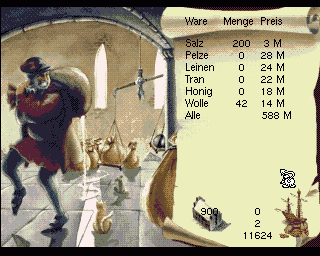 Ware Menge Preis
Salz 200 3 M
Pelze 0 28 M
Leinen 0 24 M
Tran 0 22 M
Honig 0 18 M
Wolle 42 14 M
Alle 588 M
900 0
2
11624